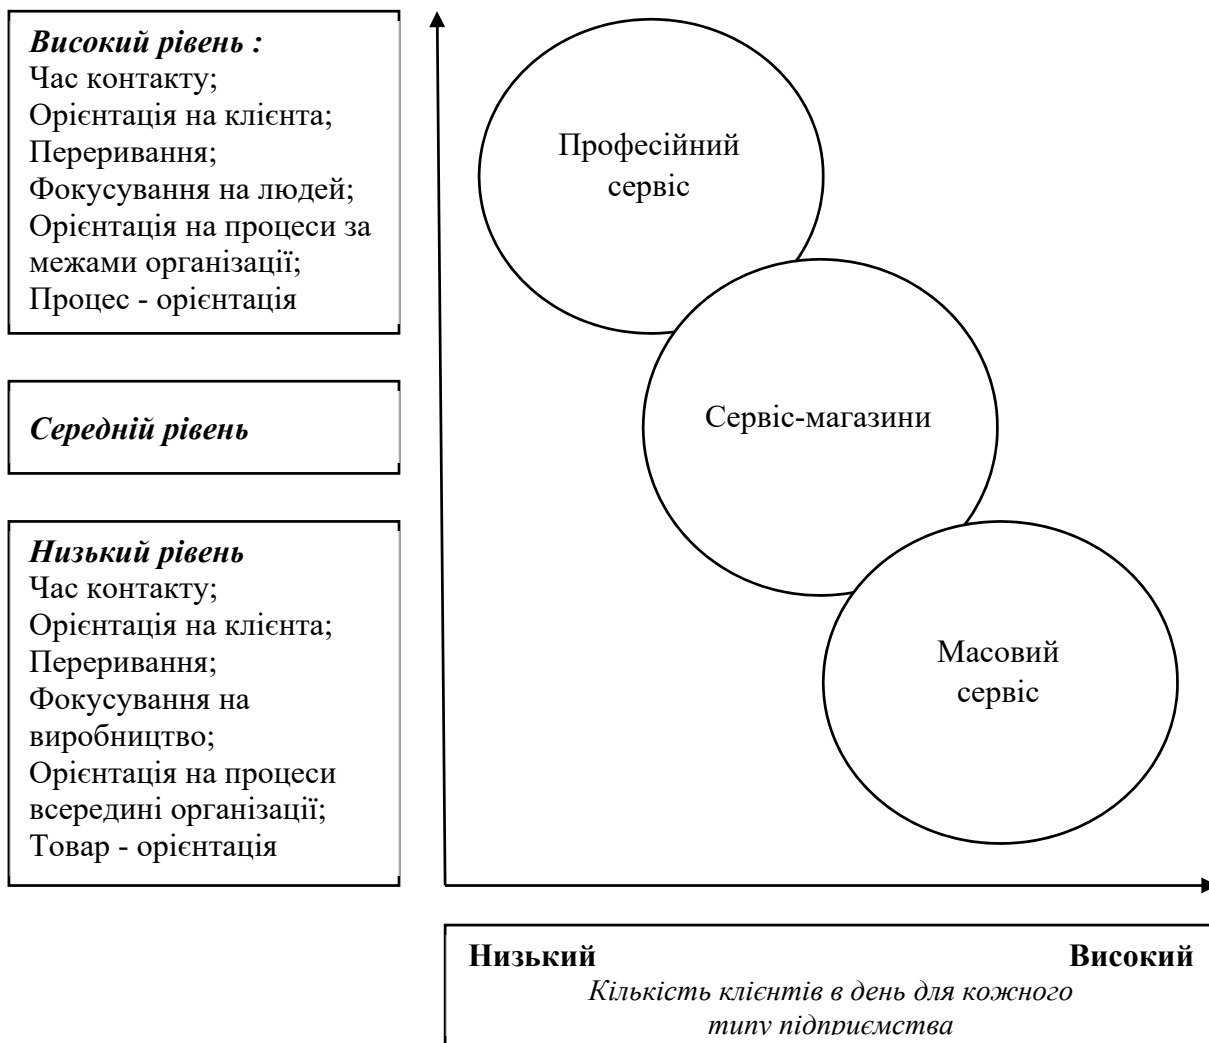 Високий рівень :
Час контакту;
Орієнтація на клієнта;
Переривання;
Фокусування на людей;
Орієнтація на процеси за
межами організації;
Процес - орієнтація
Середній рівень
Низький рівень
Час контакту;
Орієнтація на клієнта;
Переривання;
Фокусування на
виробництво;
Орієнтація на процеси
всередині організації;
Товар - орієнтація
Професійний
сервіс
Сервіс-магазини
Масовий
сервіс
Низький Високий
Кількість клієнтів в день для кожного
типу підприємства